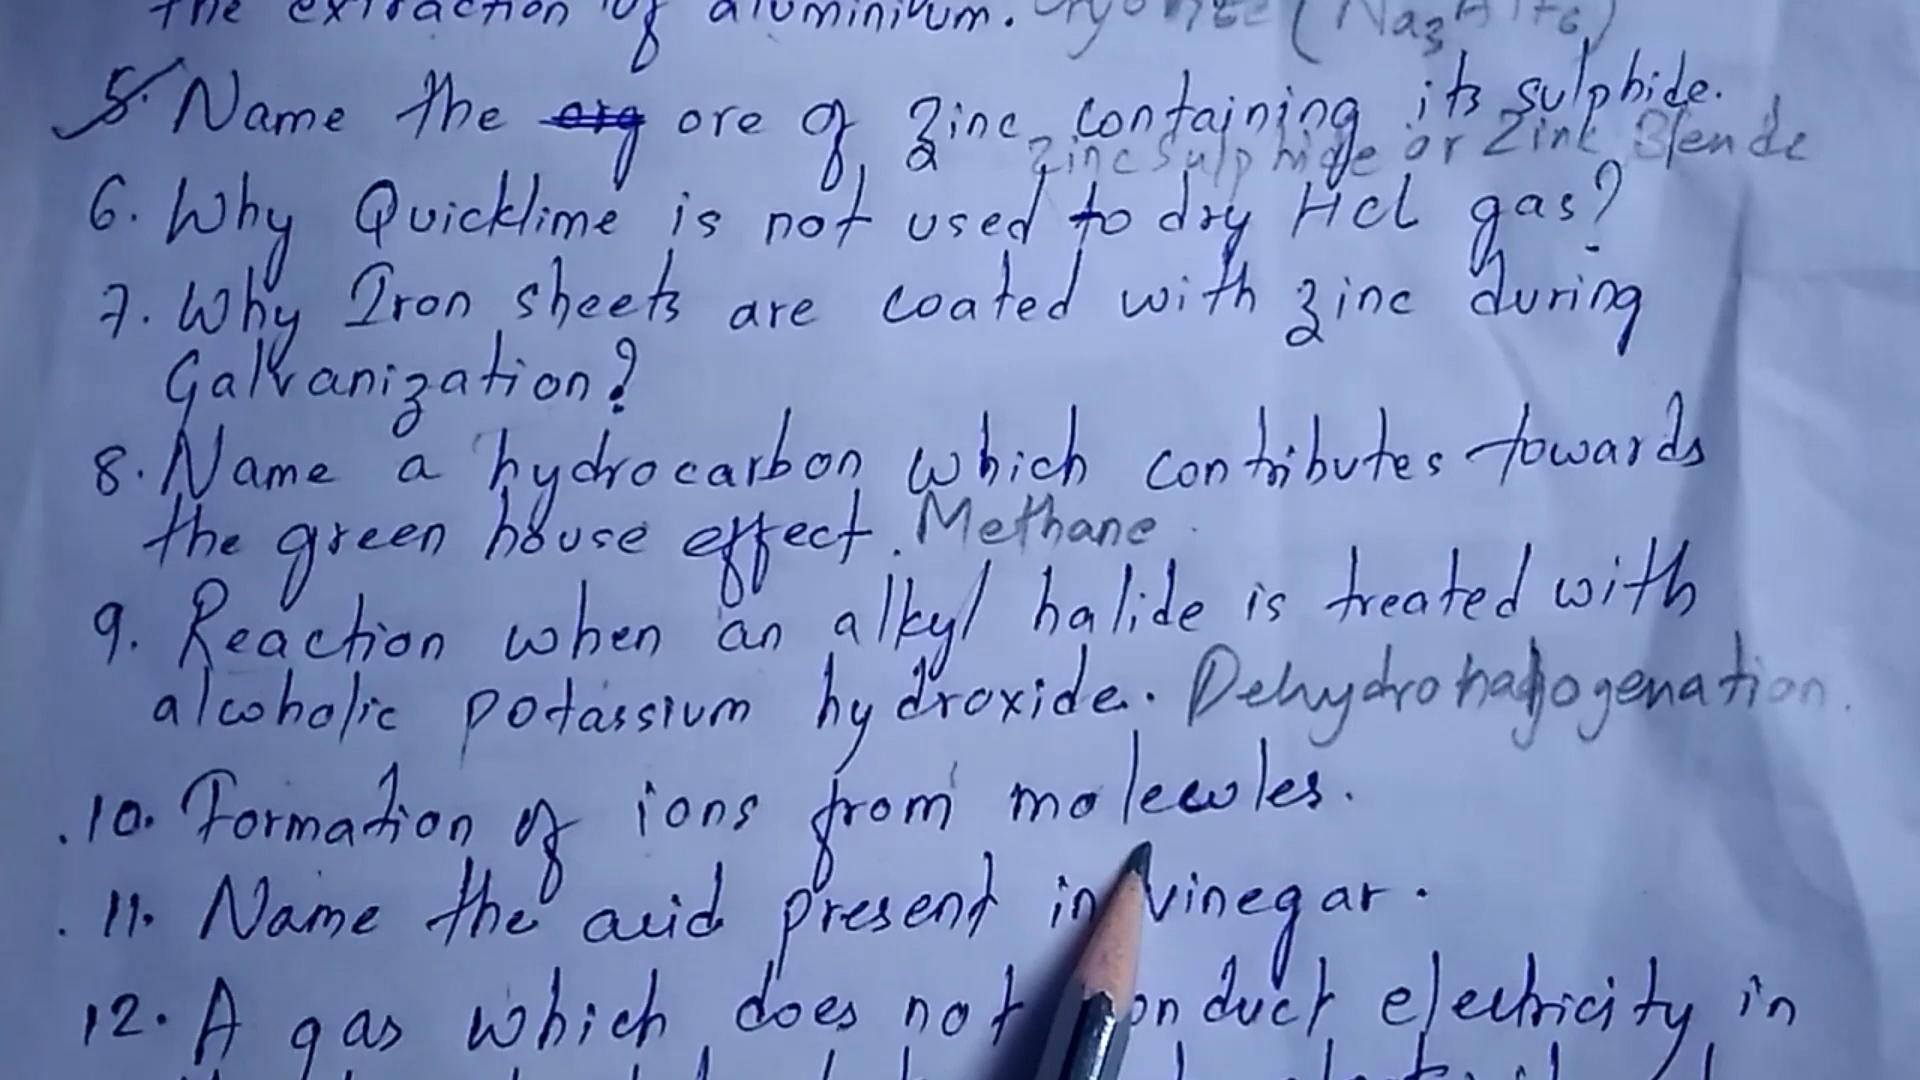 the extraction of aluminium. Cryolite (Na3AlF6)
5. Name the ore of Zinc containing its sulphide.
Zinc sulphide or Zink Blende
6. Why Quicklime is not used to dry Hcl gas?
7. Why Iron sheets are coated with zinc during
Galvanization?
8. Name a hydrocarbon which contributes towards
the green house effect. Methane
9. Reaction when an alkyl halide is treated with
alcoholic potassium hydroxide. Dehydrohalogenation.
10. Formation of ions from molecules.
11. Name the acid present in vinegar.
12. A gas which does not conduct electricity in